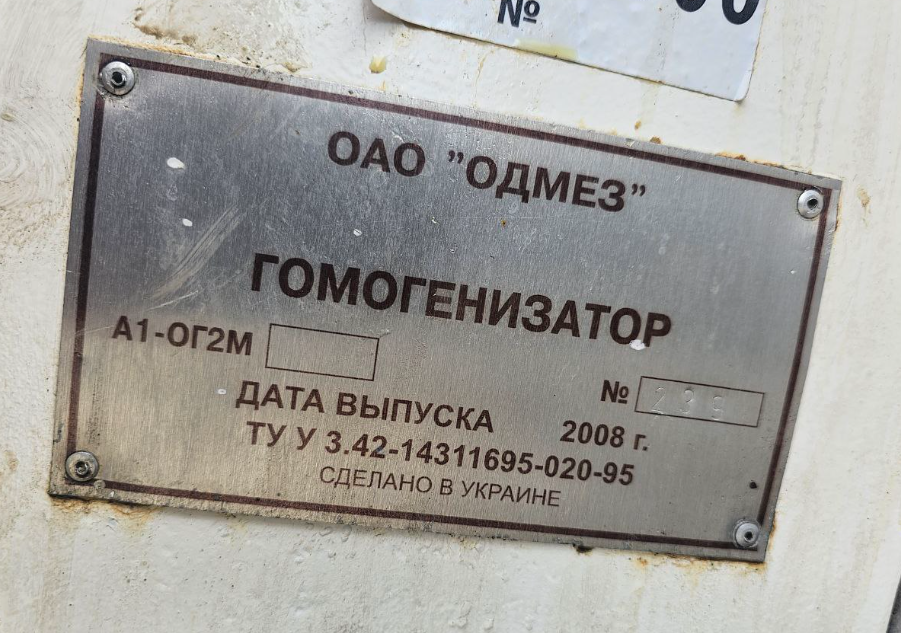 №
ОАО "ОДМЕЗ"
ГОМОГЕНИЗАТОР
А1-ОГ2М
№
ДАТА ВЫПУСКА 2008 г.
ТУ У 3.42-14311695-020-95
СДЕЛАНО В УКРАИНЕ